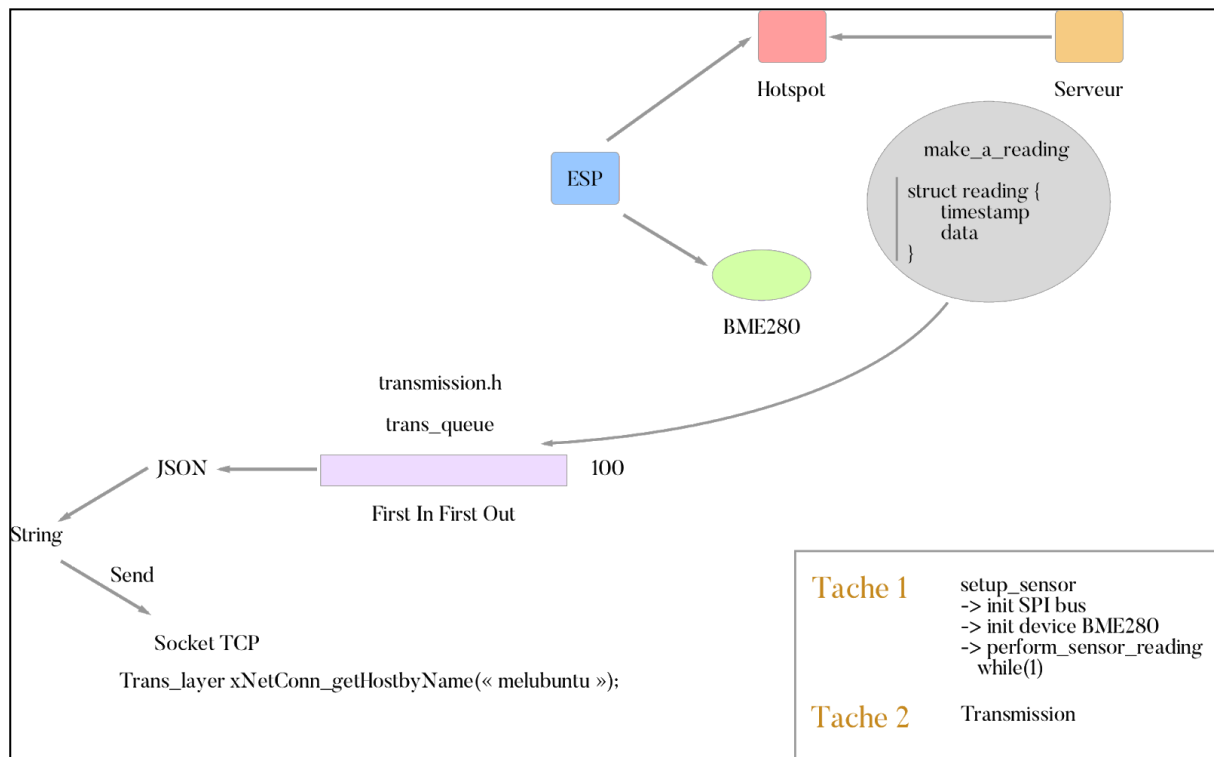 Hotspot
Serveur
ESP
make_a_reading
struct reading {
timestamp
data
}
BME280
transmission.h
trans_queue
JSON
100
First In First Out
String
Send
Socket TCP
Trans_layer xNetConn_getHostbyName(« melubuntu »);
Tache 1
setup_sensor
-> init SPI bus
-> init device BME280
-> perform_sensor_reading
while(1)
Tache 2
Transmission